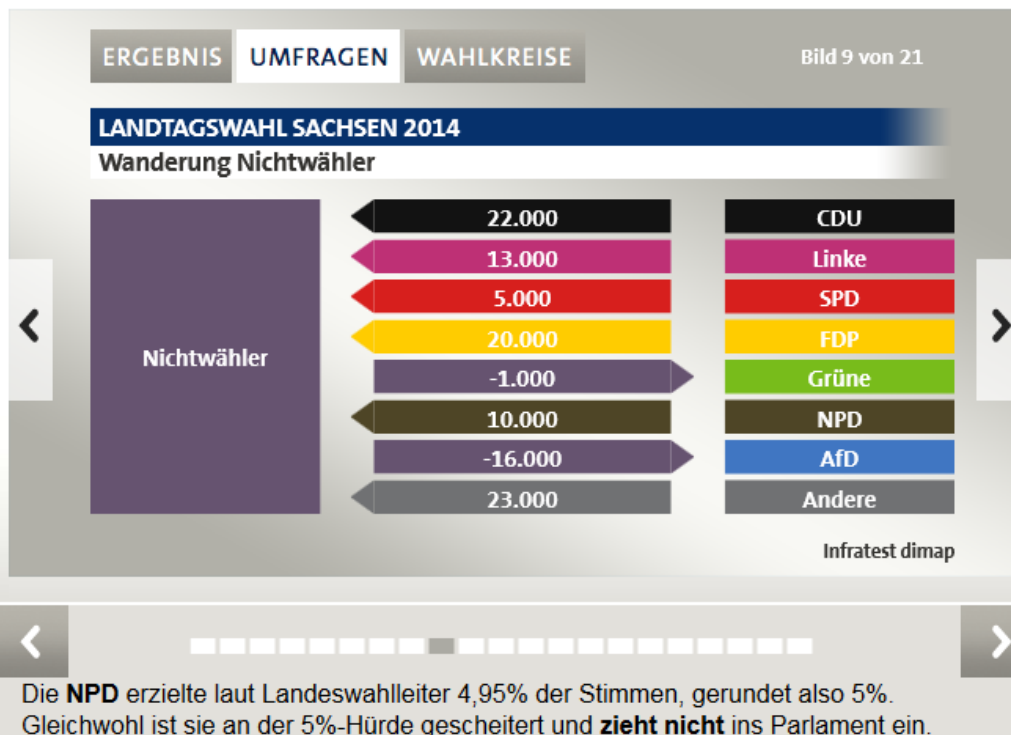 ERGEBNIS UMFRAGEN WAHLKREISE Bild 9 von 21
LANDTAGSWAHL SACHSEN 2014
Wanderung Nichtwähler
Nichtwähler
22.000 CDU
13.000 Linke
5.000 SPD
20.000 FDP
-1.000 Grüne
10.000 NPD
-16.000 AfD
23.000 Andere
Infratest dimap
Die NPD erzielte laut Landeswahlleiter 4,95% der Stimmen, gerundet also 5%.
Gleichwohl ist sie an der 5%-Hürde gescheitert und zieht nicht ins Parlament ein.